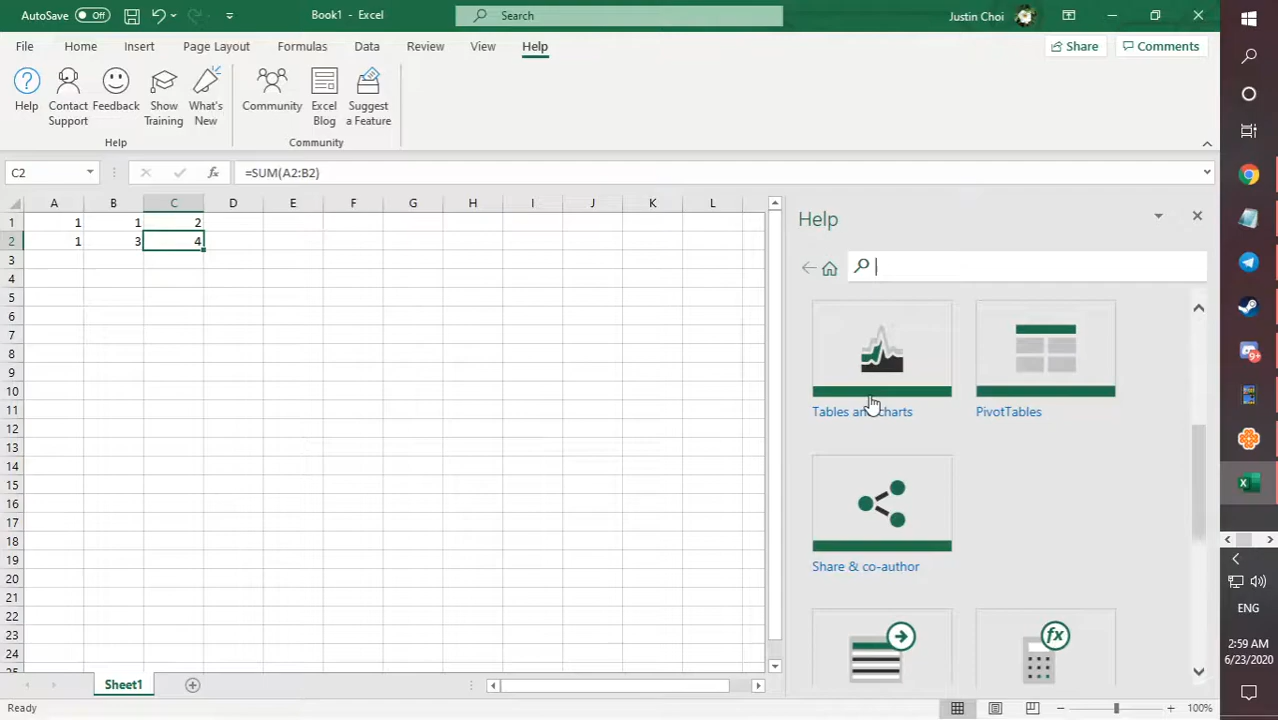 AutoSave Off Book1 - Excel Search Justin Choi
File Home Insert Page Layout Formulas Data Review View Help Share Comments
Help Contact Support Feedback Show Training What's New Community Excel Blog Suggest a Feature
Help Community
C2 fx =SUM(A2:B2)
A B C D E F G H I J K L
1 1 1 2
2 1 3 4
3
4
5
6
7
8
9
10
11
12
13
14
15
16
17
18
19
20
21
22
23
24
Help
Tables and charts PivotTables
Share & co-author
fx
Sheet1
Ready 100%
9+
ENG
2:59 AM
6/23/2020